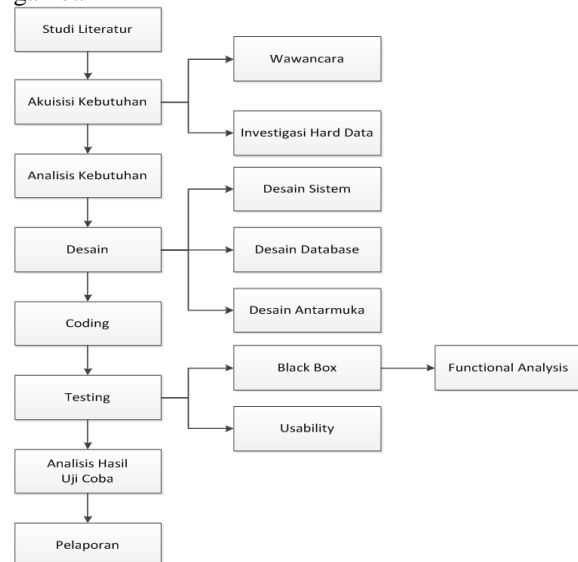 Studi Literatur
Wawancara
Akuisisi Kebutuhan
Investigasi Hard Data
Analisis Kebutuhan
Desain Sistem
Desain
Desain Database
Desain Antarmuka
Coding
Black Box
Functional Analysis
Testing
Usability
Analisis Hasil
Uji Coba
Pelaporan